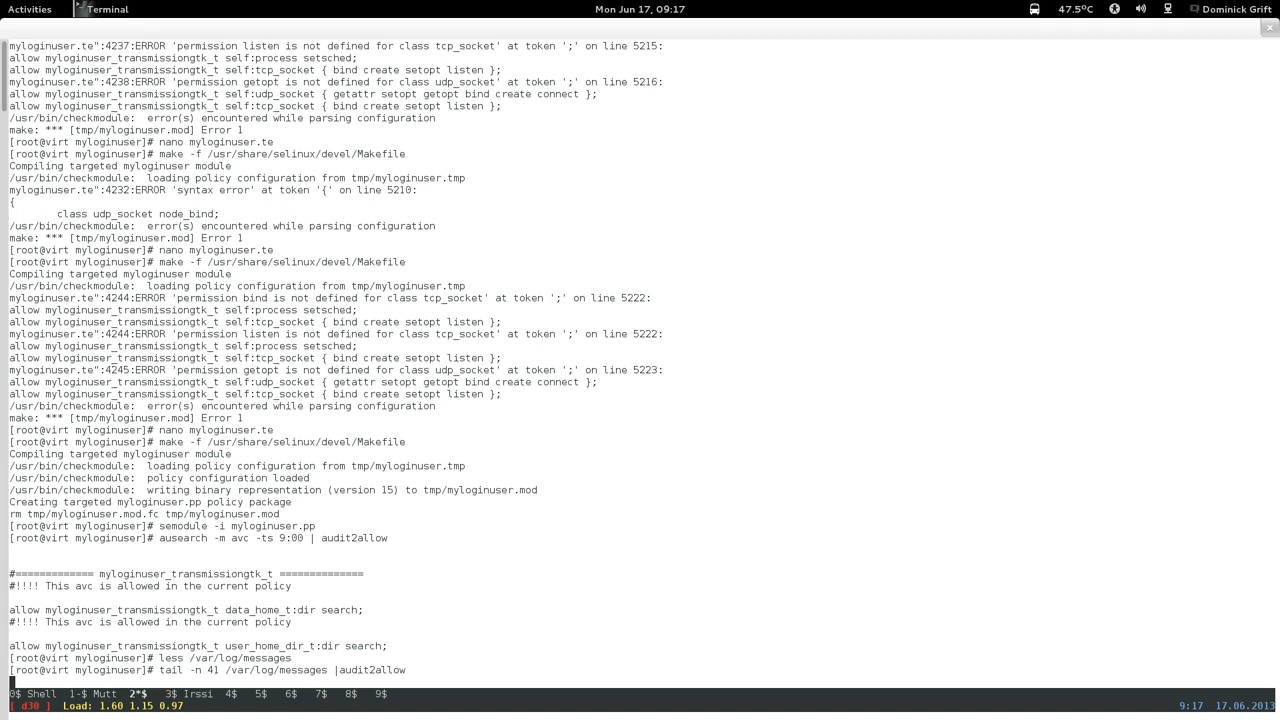 Activities Terminal Mon Jun 17, 09:17 47.5°C Dominick Grift
myloginuser.te":4237:ERROR 'permission listen is not defined for class tcp_socket' at token ';' on line 5215:
allow myloginuser_transmissiongtk_t self:process setsched;
allow myloginuser_transmissiongtk_t self:tcp_socket { bind create setopt listen };
myloginuser.te":4238:ERROR 'permission getopt is not defined for class udp_socket' at token ';' on line 5216:
allow myloginuser_transmissiongtk_t self:udp_socket { getattr setopt getopt bind create connect };
allow myloginuser_transmissiongtk_t self:tcp_socket { bind create setopt listen };
/usr/bin/checkmodule:  error(s) encountered while parsing configuration
make: *** [tmp/myloginuser.mod] Error 1
[root@virt myloginuser]# nano myloginuser.te
[root@virt myloginuser]# make -f /usr/share/selinux/devel/Makefile
Compiling targeted myloginuser module
/usr/bin/checkmodule:  loading policy configuration from tmp/myloginuser.tmp
myloginuser.te":4232:ERROR 'syntax error' at token '{' on line 5210:
{
        class udp_socket node_bind;
/usr/bin/checkmodule:  error(s) encountered while parsing configuration
make: *** [tmp/myloginuser.mod] Error 1
[root@virt myloginuser]# nano myloginuser.te
[root@virt myloginuser]# make -f /usr/share/selinux/devel/Makefile
Compiling targeted myloginuser module
/usr/bin/checkmodule:  loading policy configuration from tmp/myloginuser.tmp
myloginuser.te":4244:ERROR 'permission bind is not defined for class tcp_socket' at token ';' on line 5222:
allow myloginuser_transmissiongtk_t self:process setsched;
allow myloginuser_transmissiongtk_t self:tcp_socket { bind create setopt listen };
myloginuser.te":4244:ERROR 'permission listen is not defined for class tcp_socket' at token ';' on line 5222:
allow myloginuser_transmissiongtk_t self:process setsched;
allow myloginuser_transmissiongtk_t self:tcp_socket { bind create setopt listen };
myloginuser.te":4245:ERROR 'permission getopt is not defined for class udp_socket' at token ';' on line 5223:
allow myloginuser_transmissiongtk_t self:udp_socket { getattr setopt getopt bind create connect };
allow myloginuser_transmissiongtk_t self:tcp_socket { bind create setopt listen };
/usr/bin/checkmodule:  error(s) encountered while parsing configuration
make: *** [tmp/myloginuser.mod] Error 1
[root@virt myloginuser]# nano myloginuser.te
[root@virt myloginuser]# make -f /usr/share/selinux/devel/Makefile
Compiling targeted myloginuser module
/usr/bin/checkmodule:  loading policy configuration from tmp/myloginuser.tmp
/usr/bin/checkmodule:  policy configuration loaded
/usr/bin/checkmodule:  writing binary representation (version 15) to tmp/myloginuser.mod
Creating targeted myloginuser.pp policy package
rm tmp/myloginuser.mod.fc tmp/myloginuser.mod
[root@virt myloginuser]# semodule -i myloginuser.pp
[root@virt myloginuser]# ausearch -m avc -ts 9:00 | audit2allow
#============= myloginuser_transmissiongtk_t ==============
#!!!! This avc is allowed in the current policy
allow myloginuser_transmissiongtk_t data_home_t:dir search;
#!!!! This avc is allowed in the current policy
allow myloginuser_transmissiongtk_t user_home_dir_t:dir search;
[root@virt myloginuser]# less /var/log/messages
[root@virt myloginuser]# tail -n 41 /var/log/messages |audit2allow
0$ Shell  1-$ Mutt  2*$   3$ Irssi  4$   5$   6$   7$   8$   9$
[ d30 ]  Load: 1.60 1.15 0.97 9:17  17.06.2013